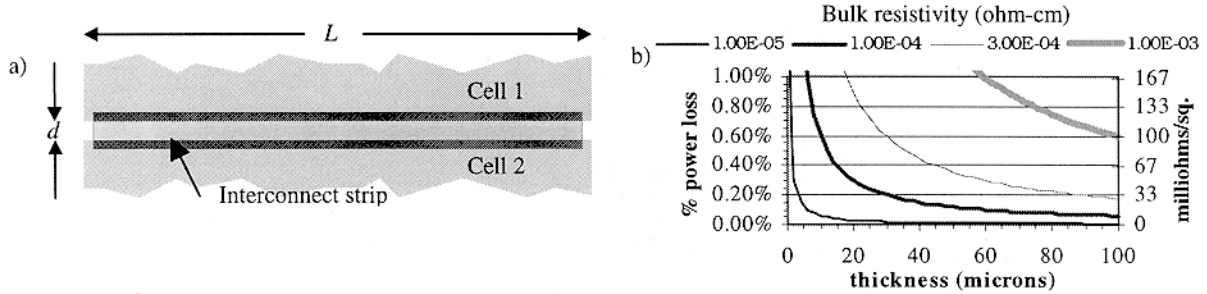 a)
L
Cell 1
d
Cell 2
Interconnect strip
b)
Bulk resistivity (ohm-cm)
1.00E-05 1.00E-04 3.00E-04 1.00E-03
1.00% 167
0.80% 133
0.60% 100
0.40% 67
0.20% 33
0.00% 0
% power loss
milliohms/sq.
0 20 40 60 80 100
thickness (microns)